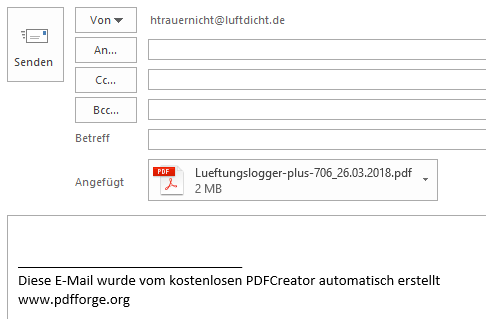 Senden
Von
htrauernicht@luftdicht.de
An...
Cc...
Bcc...
Betreff
Angefügt
PDF
Lueftungslogger-plus-706_26.03.2018.pdf
2 MB
Diese E-Mail wurde vom kostenlosen PDFCreator automatisch erstellt
www.pdfforge.org